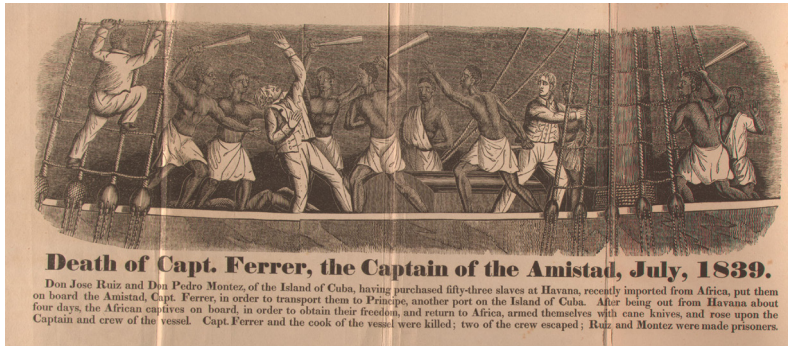 Death of Capt. Ferrer, the Captain of the Amistad, July, 1839.
Don Jose Ruiz and Don Pedro Montez, of the Island of Cuba, having purchased fifty-three slaves at Havana, recently imported from Africa, put them
on board the Amistad, Capt. Ferrer, in order to transport them to Principe, another port on the Island of Cuba. After being out from Havana about
four days, the African captives on board, in order to obtain their freedom, and return to Africa, armed themselves with cane knives, and rose upon the
Captain and crew of the vessel. Capt. Ferrer and the cook of the vessel were killed; two of the crew escaped; Ruiz and Montez were made prisoners.